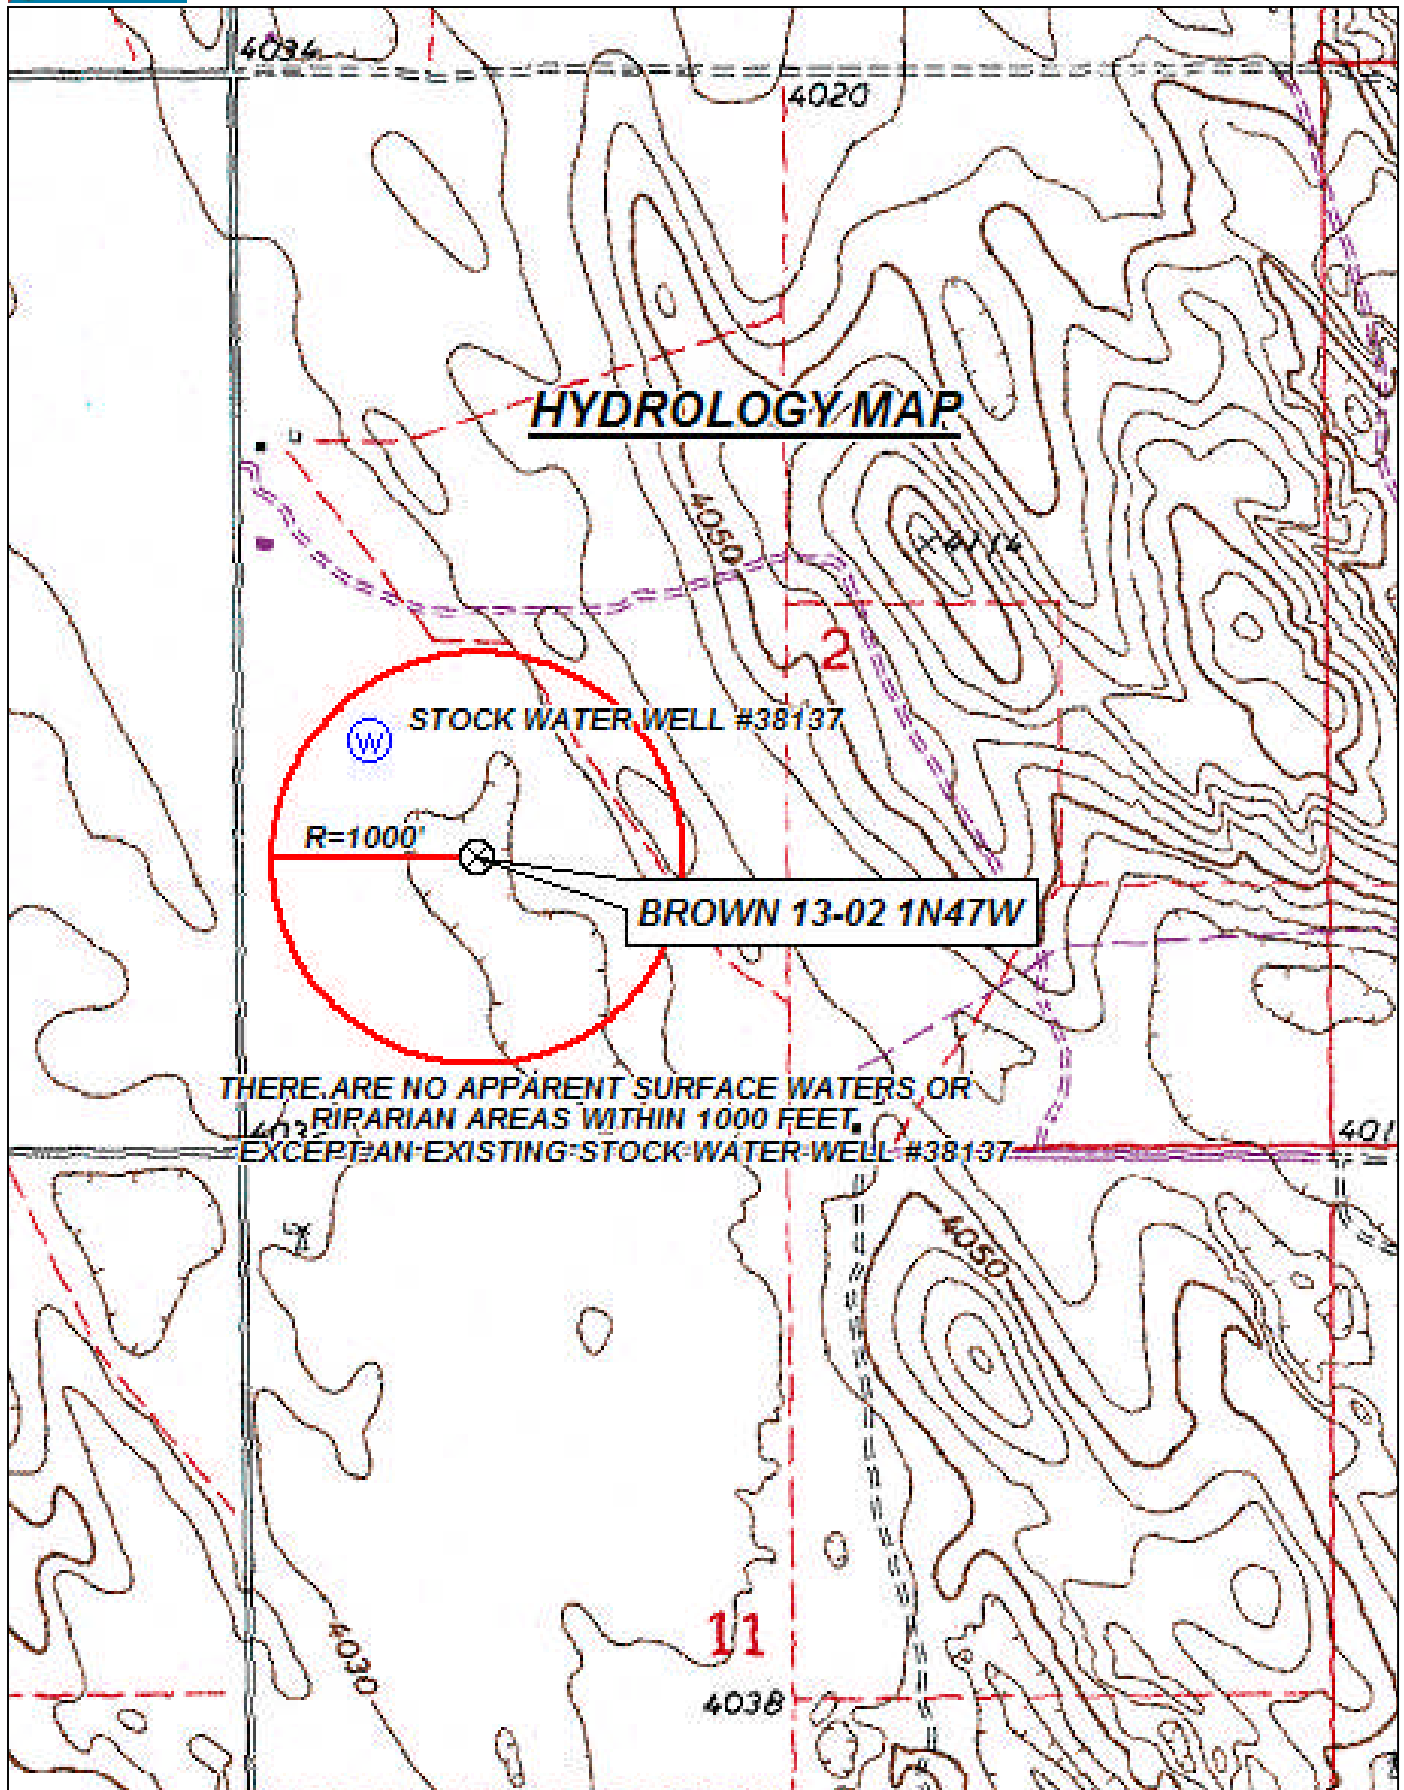 4034
4020
HYDROLOGY MAP
4050
2
STOCK WATER WELL #38137
W
R=1000'
BROWN 13-02 1N47W
THERE ARE NO APPARENT SURFACE WATERS OR
RIPARIAN AREAS WITHIN 1000 FEET,
401
EXCEPT AN EXISTING STOCK WATER WELL #38137
4050
11
4030
4038